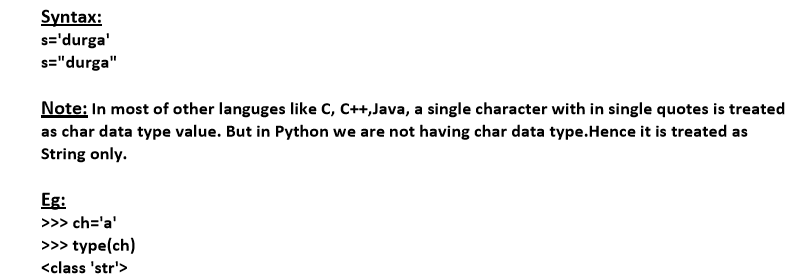 Syntax:
s='durga'
s="durga"
Note: In most of other languges like C, C++,Java, a single character with in single quotes is treated
as char data type value. But in Python we are not having char data type.Hence it is treated as
String only.
Eg:
>>> ch='a'
>>> type(ch)
<class 'str'>